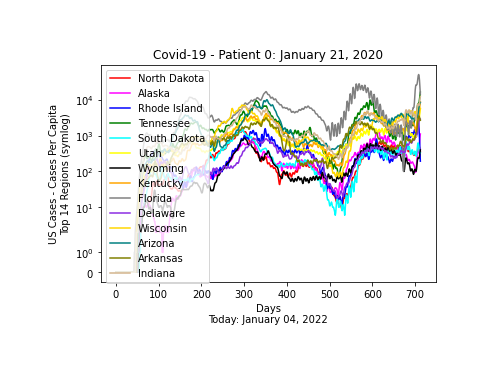 Covid-19 - Patient 0: January 21, 2020
US Cases - Cases Per Capita
Top 14 Regions (symlog)
10⁴
10³
10²
10¹
10⁰
0
North Dakota
Alaska
Rhode Island
Tennessee
South Dakota
Utah
Wyoming
Kentucky
Florida
Delaware
Wisconsin
Arizona
Arkansas
Indiana
0 100 200 300 400 500 600 700
Days
Today: January 04, 2022